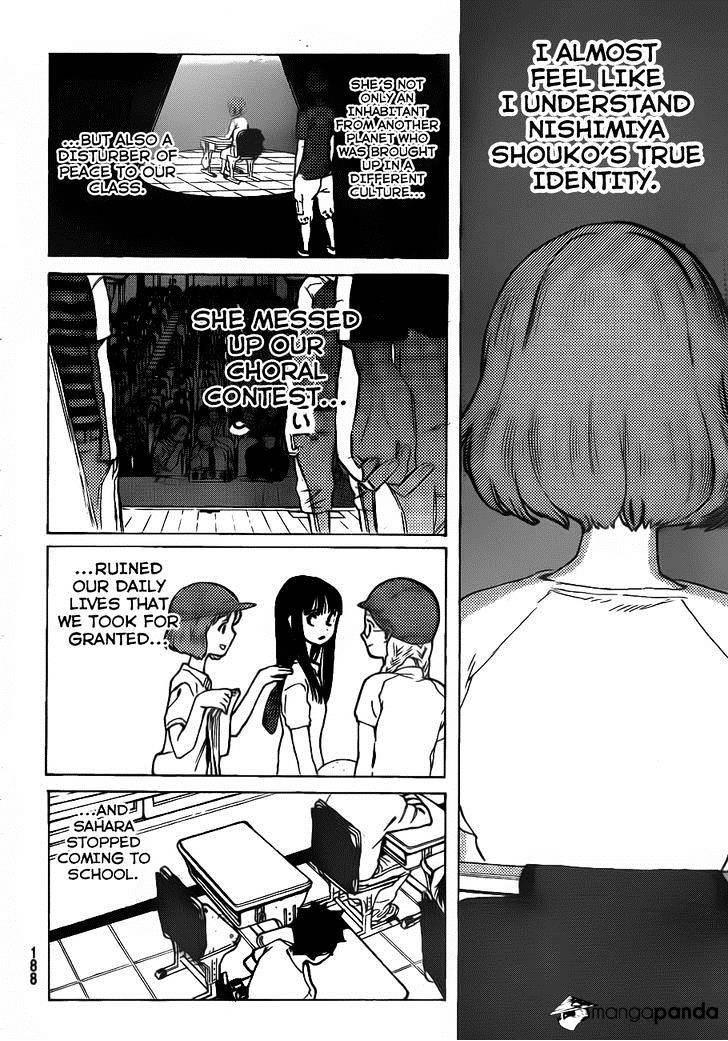 I ALMOST
FEEL LIKE
I UNDERSTAND
NISHIMIYA
SHOUKO'S TRUE
IDENTITY.
SHE'S NOT
ONLY AN
INHABITANT
FROM ANOTHER
PLANET WHO
WAS BROUGHT
UP IN A
DIFFERENT
CULTURE...
...BUT ALSO A
DISTURBER OF
PEACE TO OUR
CLASS.
SHE MESSED
UP OUR
CHORAL
CONTEST...
い
...RUINED
OUR DAILY
LIVES THAT
WE TOOK FOR
GRANTED...
...AND
SAHARA
STOPPED
COMING TO
SCHOOL.
188
mangapanda